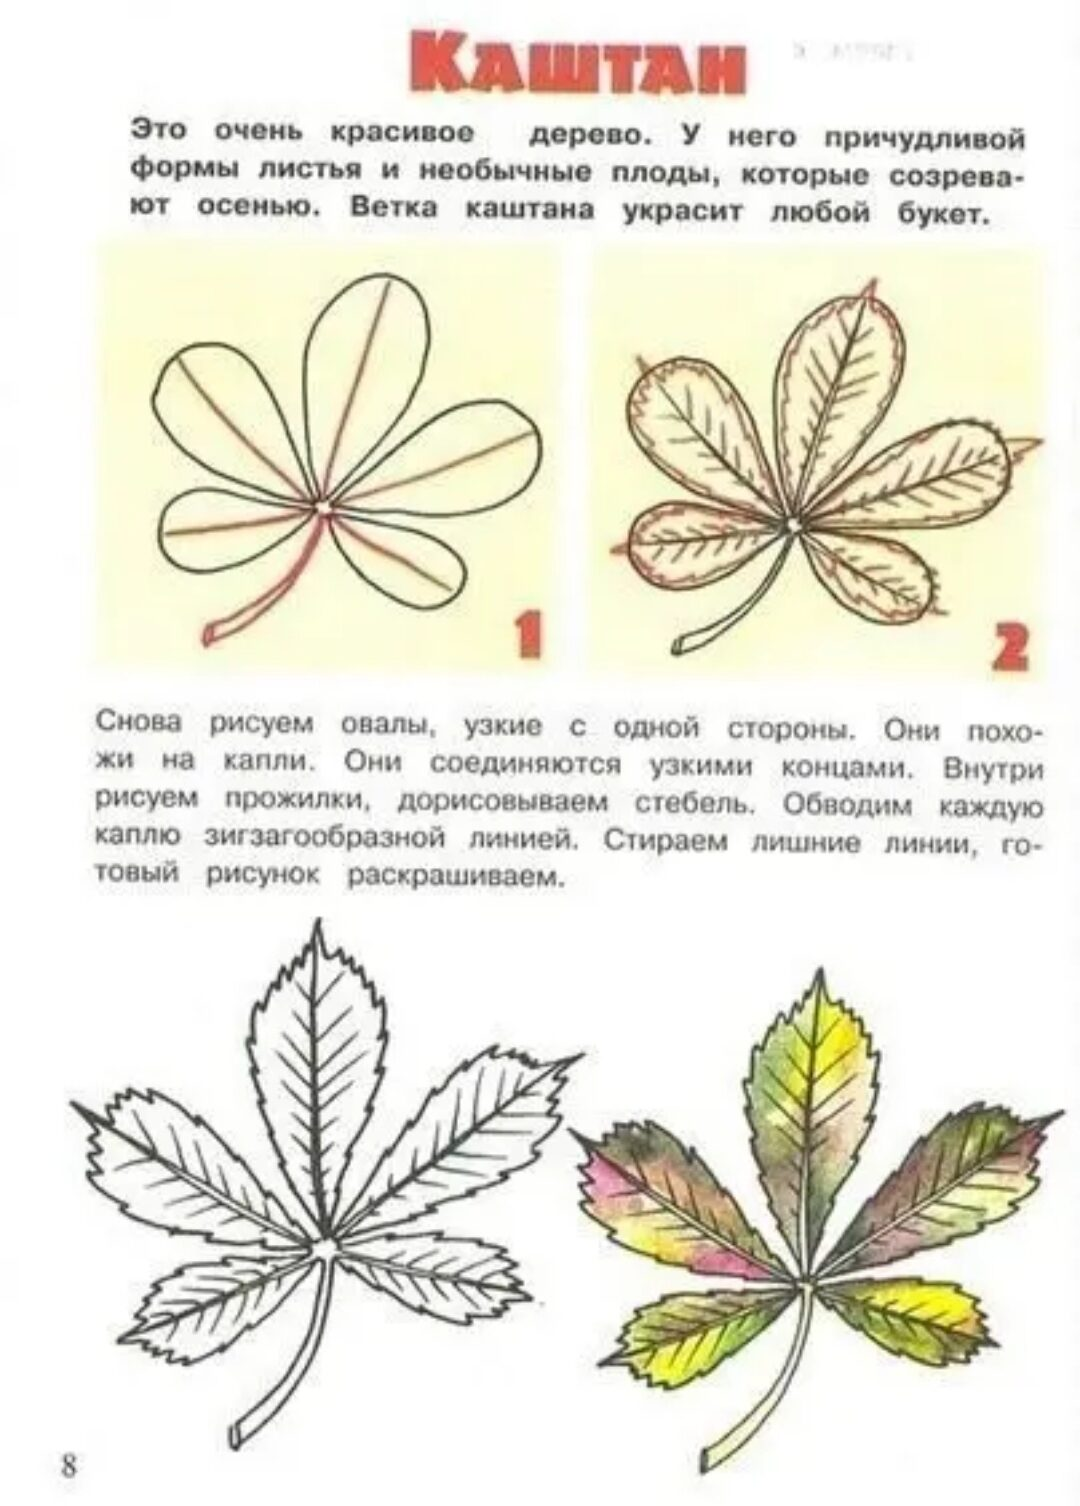 Каштан
Это очень красивое дерево. У него причудливой
формы листья и необычные плоды, которые созрева-
ют осенью. Ветка каштана украсит любой букет.
1
2
Снова рисуем овалы, узкие с одной стороны. Они похо-
жи на капли. Они соединяются узкими концами. Внутри
рисуем прожилки, дорисовываем стебель. Обводим каждую
каплю зигзагообразной линией. Стираем лишние линии, го-
товый рисунок раскрашиваем.
8